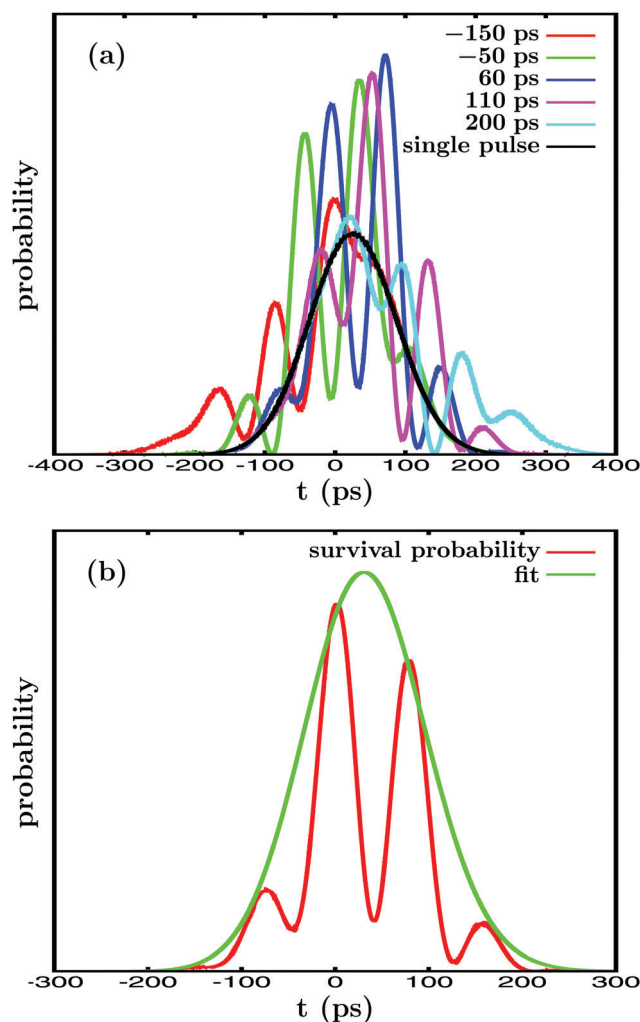 (a)
−150 ps
−50 ps
60 ps
110 ps
200 ps
single pulse
probability
-400 -300 -200 -100 0 100 200 300 400
t (ps)
(b)
survival probability
fit
probability
-300 -200 -100 0 100 200 300
t (ps)